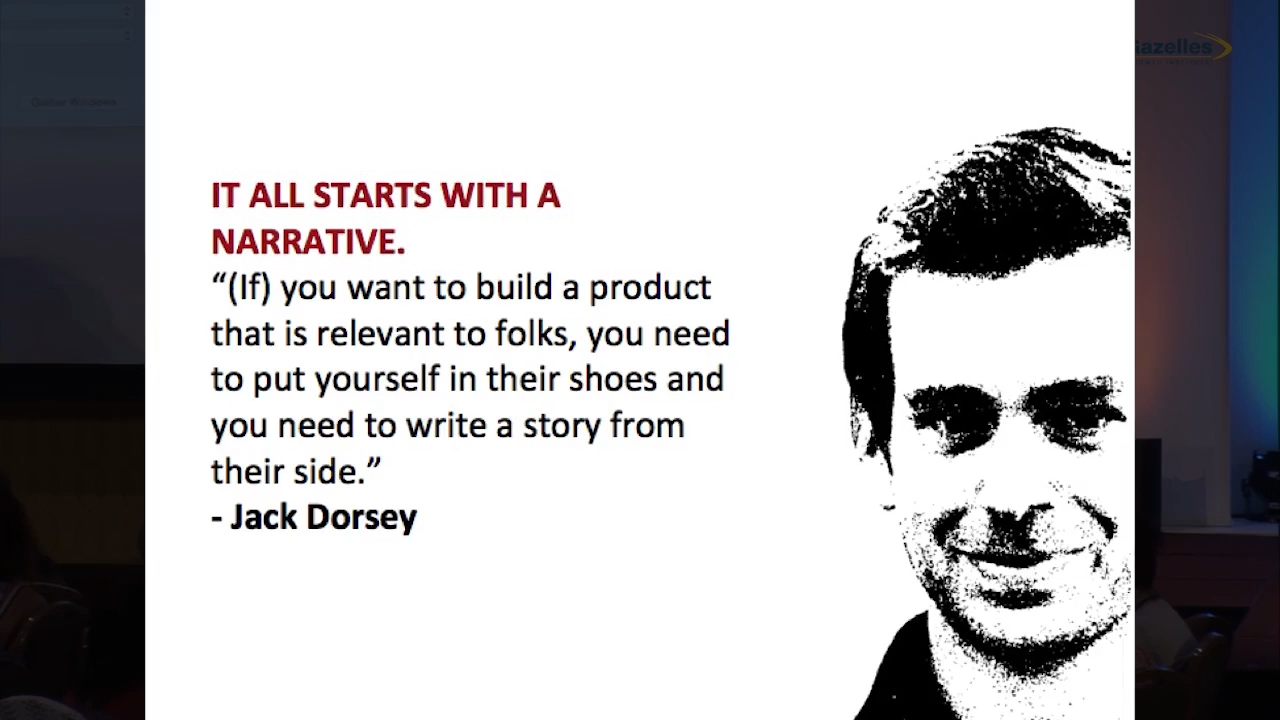 IT ALL STARTS WITH A
NARRATIVE.
“(If) you want to build a product
that is relevant to folks, you need
to put yourself in their shoes and
you need to write a story from
their side.”
- Jack Dorsey